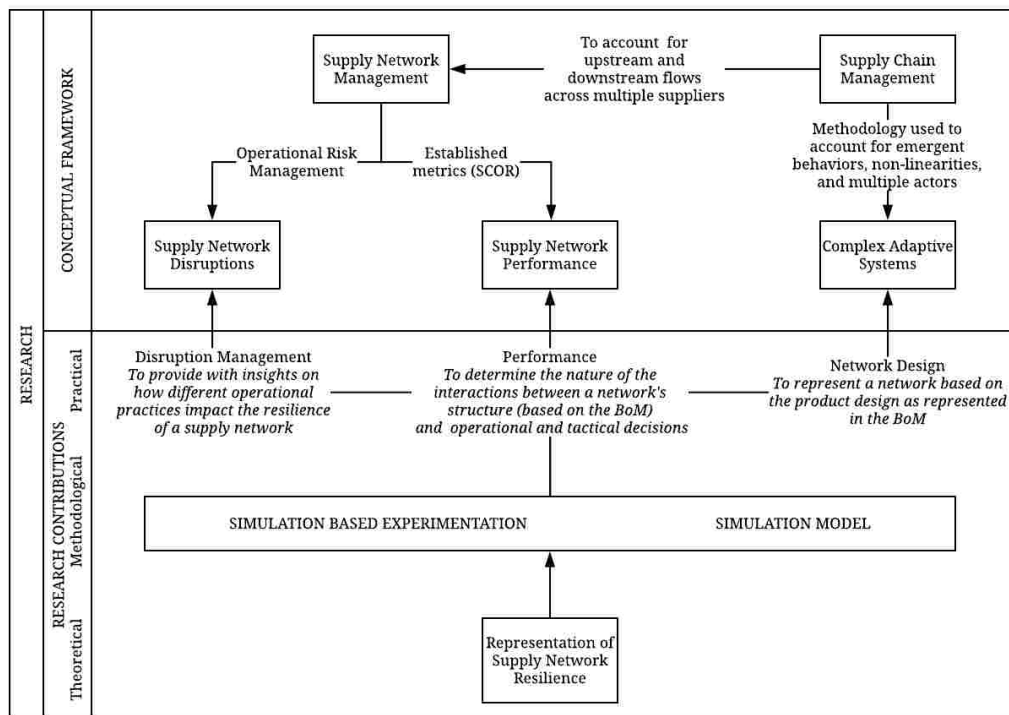 RESEARCH
CONCEPTUAL FRAMEWORK
Supply Network
Management
To account for
upstream and
downstream flows
across multiple suppliers
Supply Chain
Management
Operational Risk
Management
Established
metrics (SCOR)
Methodology used to
account for emergent
behaviors, non-linearities,
and multiple actors
Supply Network
Disruptions
Supply Network
Performance
Complex Adaptive
Systems
RESEARCH CONTRIBUTIONS
Practical
Disruption Management
To provide with insights on
how different operational
practices impact the resilience
of a supply network
Performance
To determine the nature of the
interactions between a network's
structure (based on the BoM)
and operational and tactical decisions
Network Design
To represent a network based on
the product design as represented
in the BoM
Methodological
SIMULATION BASED EXPERIMENTATION
SIMULATION MODEL
Theoretical
Representation of
Supply Network
Resilience